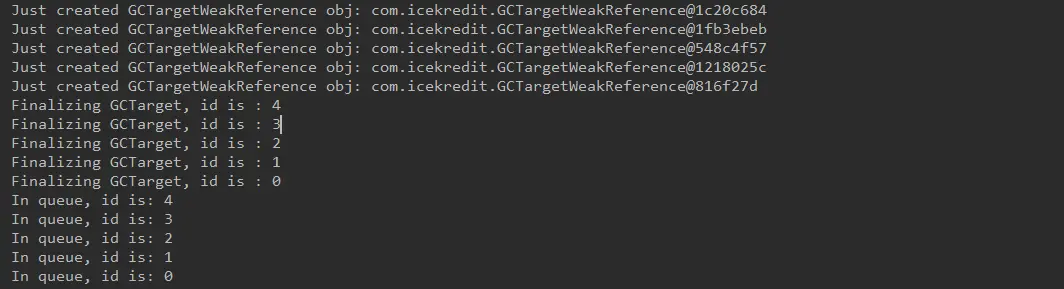 Just created GCTargetWeakReference obj: com.icekredit.GCTargetWeakReference@1c20c684
Just created GCTargetWeakReference obj: com.icekredit.GCTargetWeakReference@1fb3ebeb
Just created GCTargetWeakReference obj: com.icekredit.GCTargetWeakReference@548c4f57
Just created GCTargetWeakReference obj: com.icekredit.GCTargetWeakReference@1218025c
Just created GCTargetWeakReference obj: com.icekredit.GCTargetWeakReference@816f27d
Finalizing GCTarget, id is : 4
Finalizing GCTarget, id is : 3
Finalizing GCTarget, id is : 2
Finalizing GCTarget, id is : 1
Finalizing GCTarget, id is : 0
In queue, id is: 4
In queue, id is: 3
In queue, id is: 2
In queue, id is: 1
In queue, id is: 0